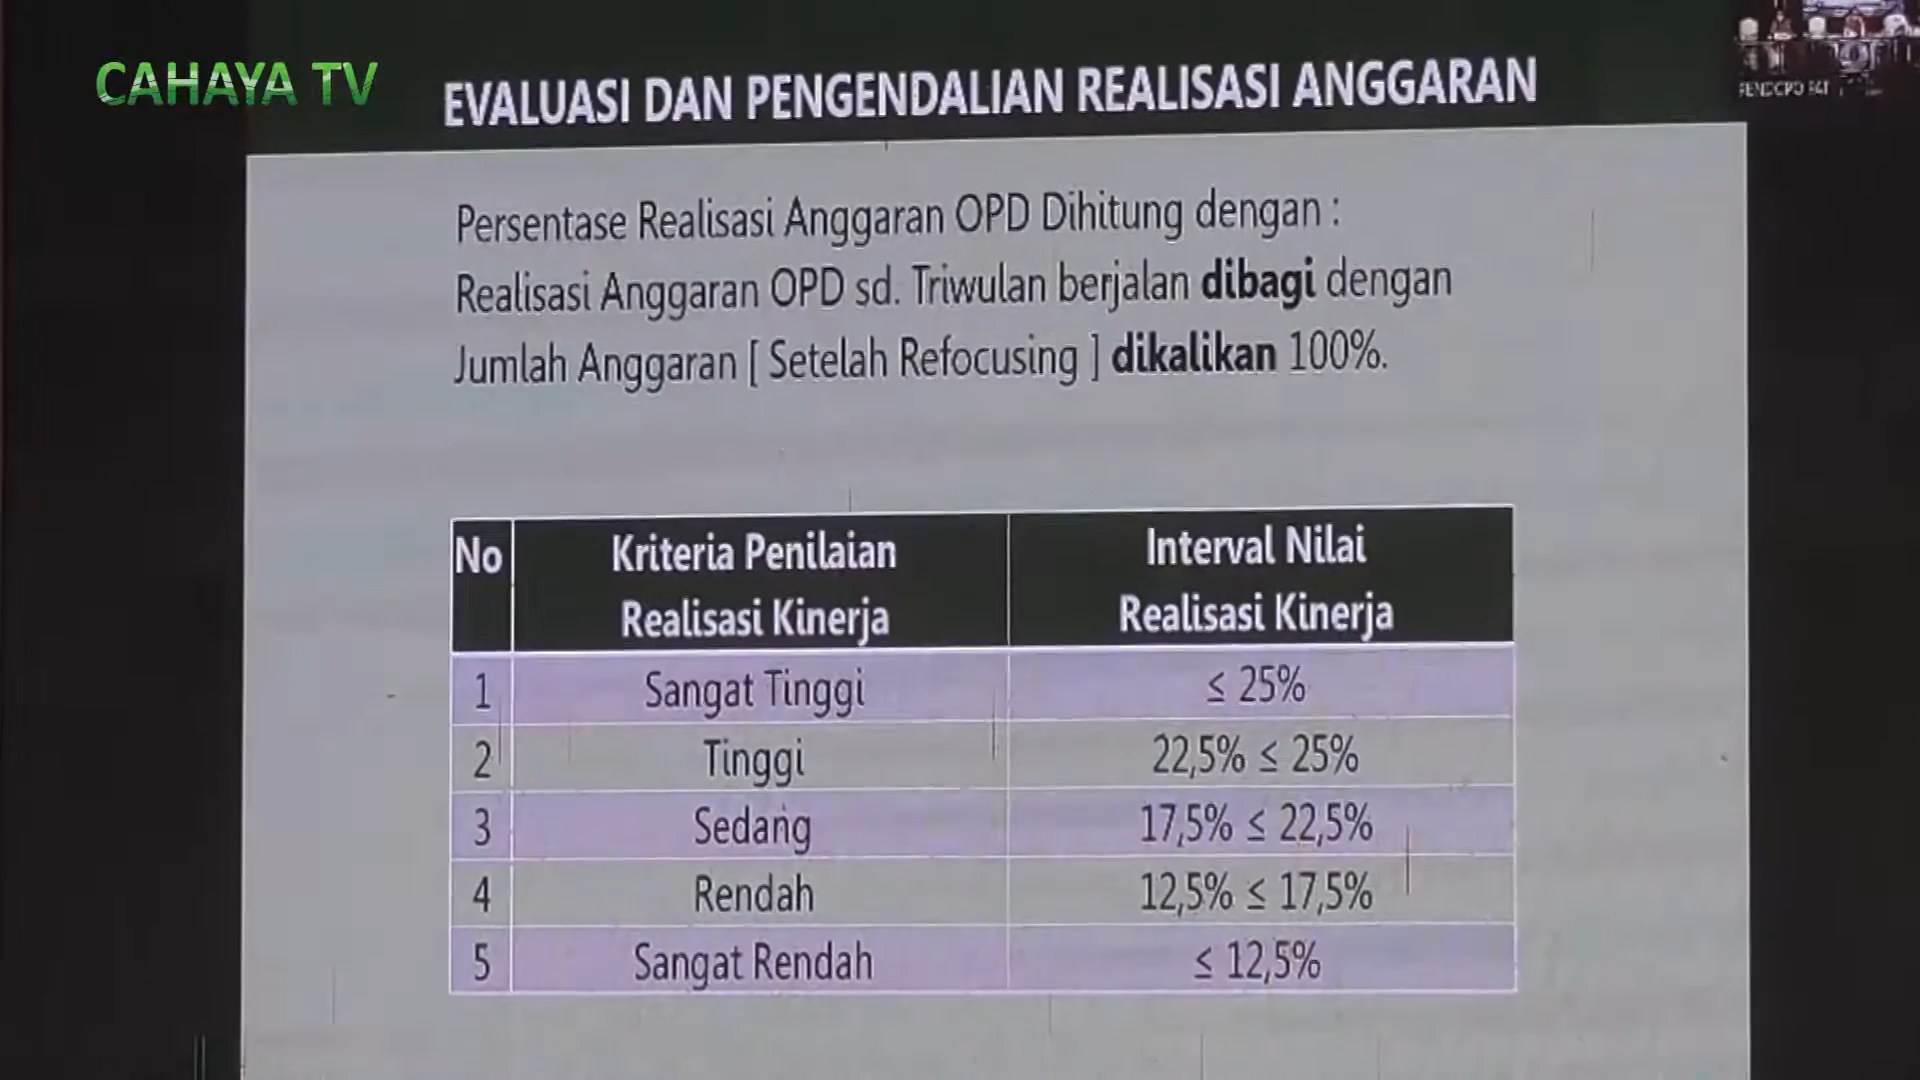 CAHAYA TV
EVALUASI DAN PENGENDALIAN REALISASI ANGGARAN
Persentase Realisasi Anggaran OPD Dihitung dengan :
Realisasi Anggaran OPD sd. Triwulan berjalan dibagi dengan
Jumlah Anggaran [ Setelah Refocusing ] dikalikan 100%.
No Kriteria Penilaian Realisasi Kinerja Interval Nilai Realisasi Kinerja
1 Sangat Tinggi ≤ 25%
2 Tinggi 22,5% ≤ 25%
3 Sedang 17,5% ≤ 22,5%
4 Rendah 12,5% ≤ 17,5%
5 Sangat Rendah ≤ 12,5%